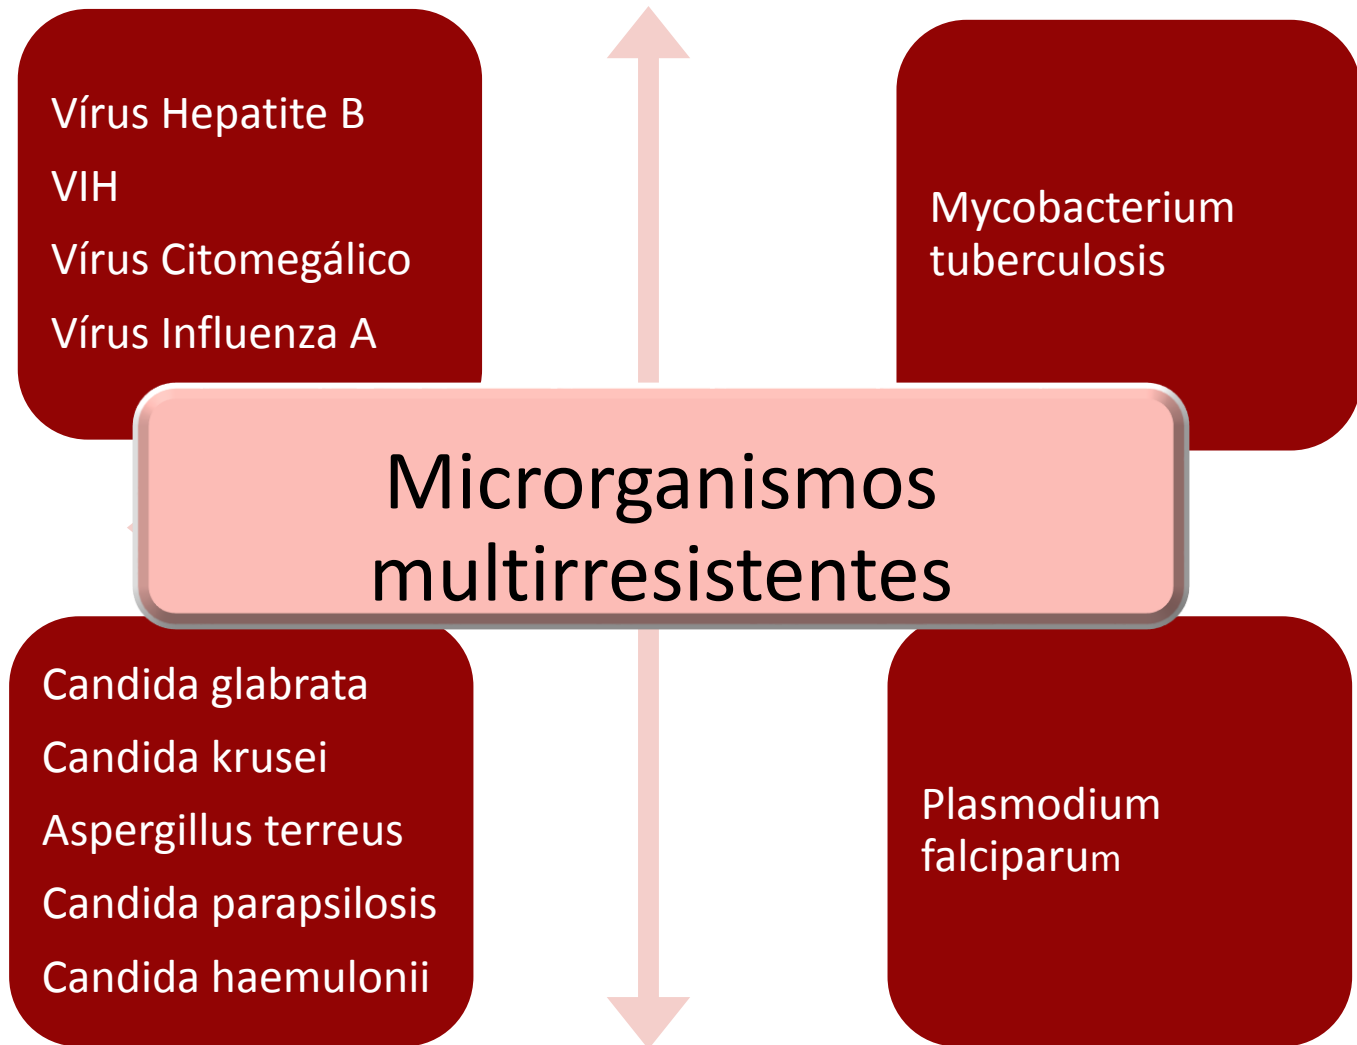 Vírus Hepatite B
VIH
Vírus Citomegálico
Vírus Influenza A
Mycobacterium
tuberculosis
Microrganismos
multirresistentes
Candida glabrata
Candida krusei
Aspergillus terreus
Candida parapsilosis
Candida haemulonii
Plasmodium
falciparum